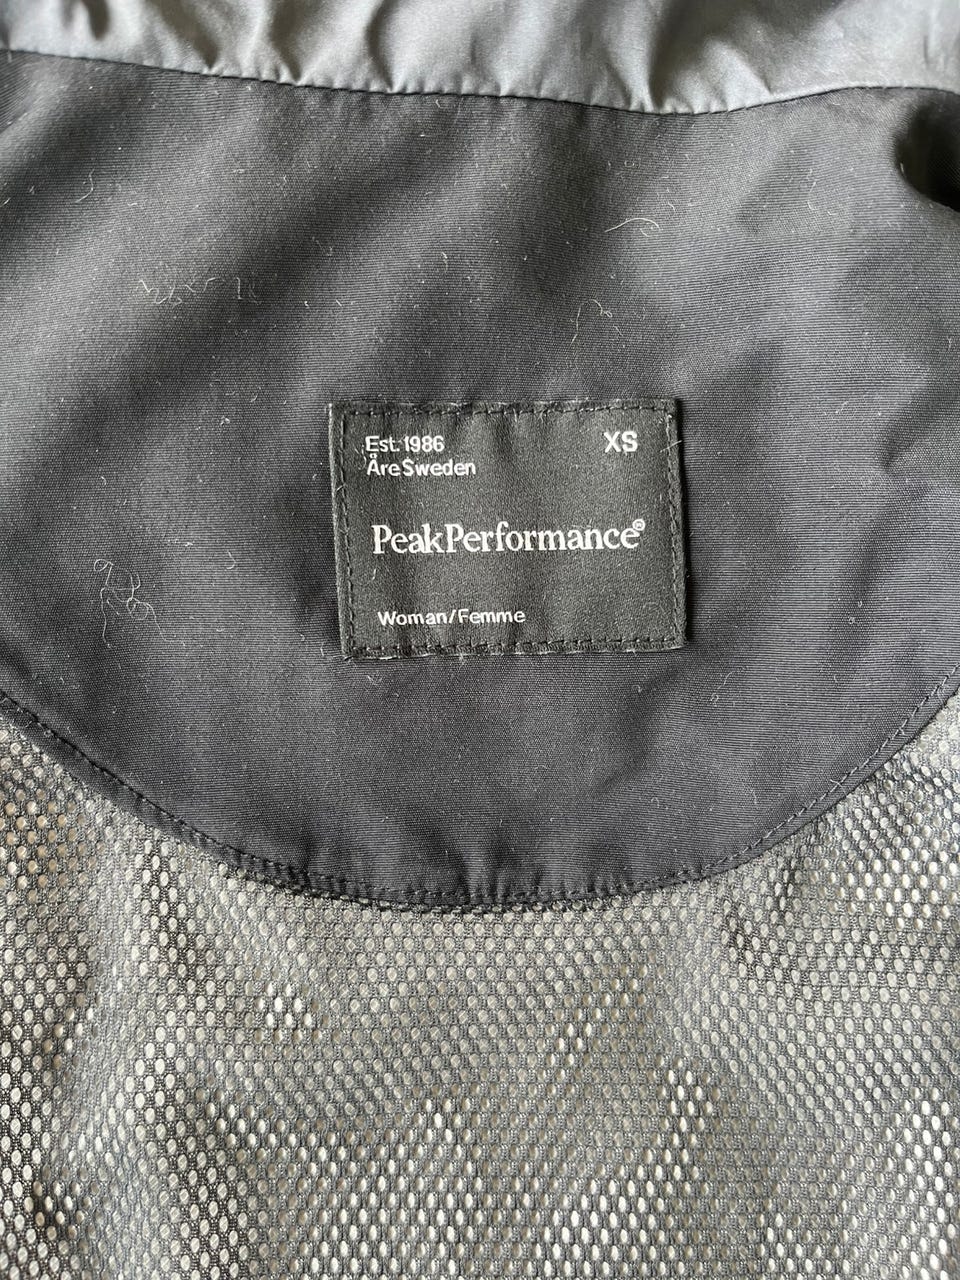 Est. 1986 XS
Åre Sweden
PeakPerformance®
Woman/Femme